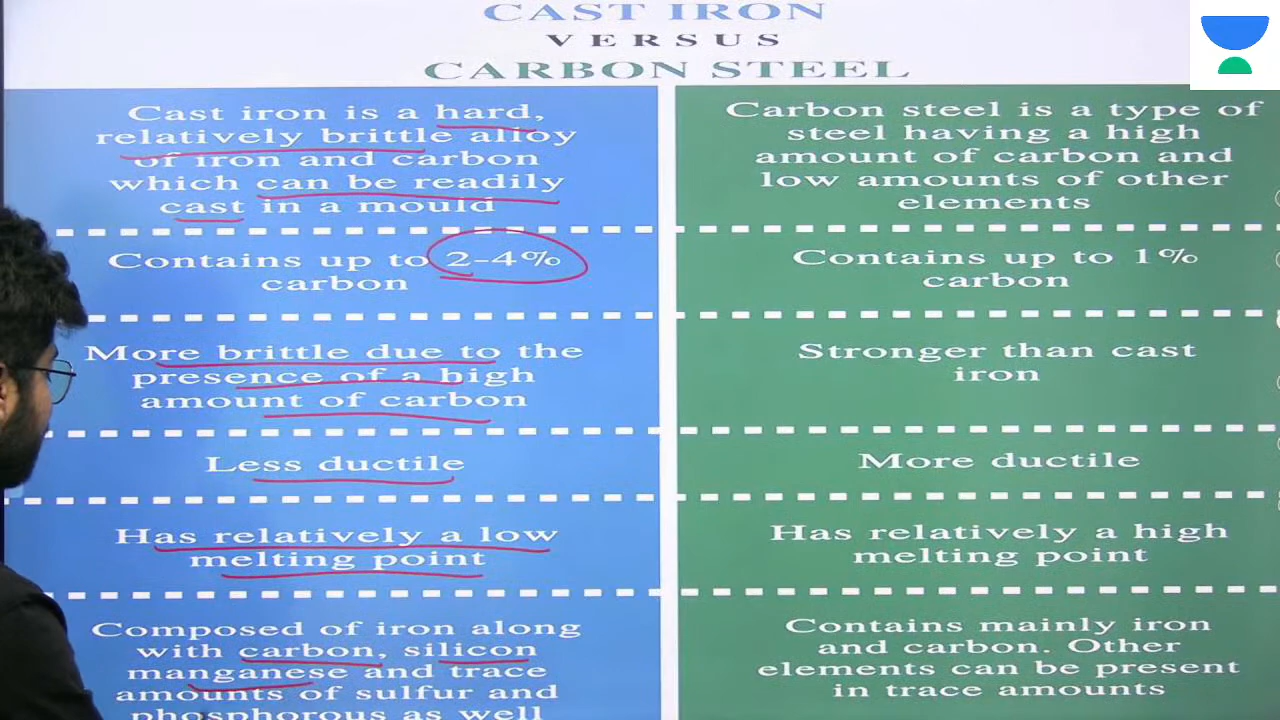 CAST IRON
VERSUS
CARBON STEEL
Cast iron is a hard,
relatively brittle alloy
of iron and carbon
which can be readily
cast in a mould
Contains up to 2-4%
carbon
More brittle due to the
presence of a high
amount of carbon
Less ductile
Has relatively a low
melting point
Composed of iron along
with carbon, silicon
manganese and trace
amounts of sulfur and
phosphorous as well
Carbon steel is a type of
steel having a high
amount of carbon and
low amounts of other
elements
Contains up to 1%
carbon
Stronger than cast
iron
More ductile
Has relatively a high
melting point
Contains mainly iron
and carbon. Other
elements can be present
in trace amounts